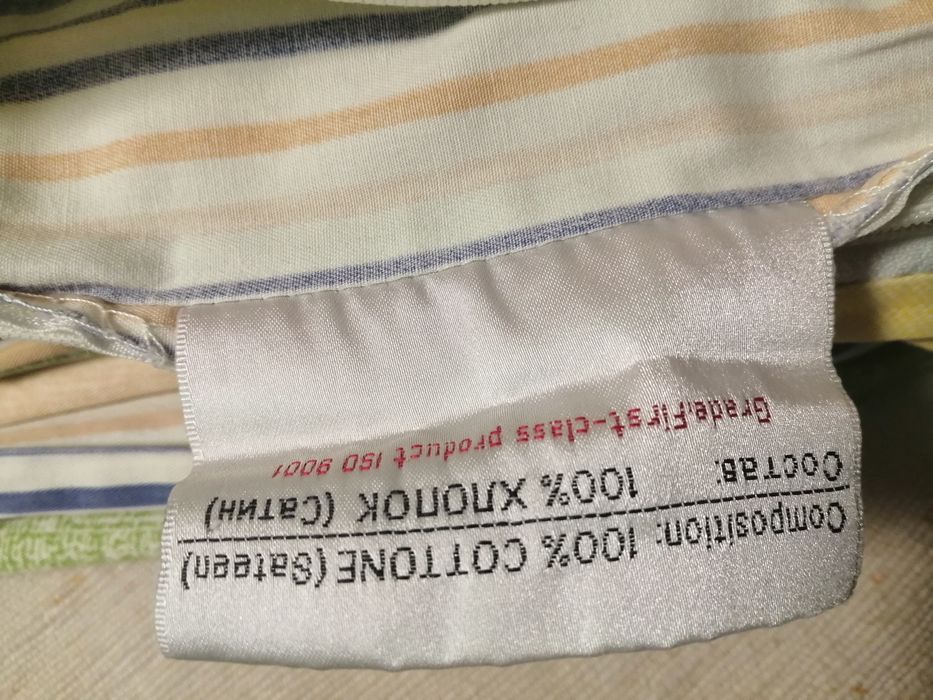 Composition: 100% COTTONE (Sateen)
Состав: 100% ХЛОПОК (Сатин)
Grade.First-class product ISO 9001